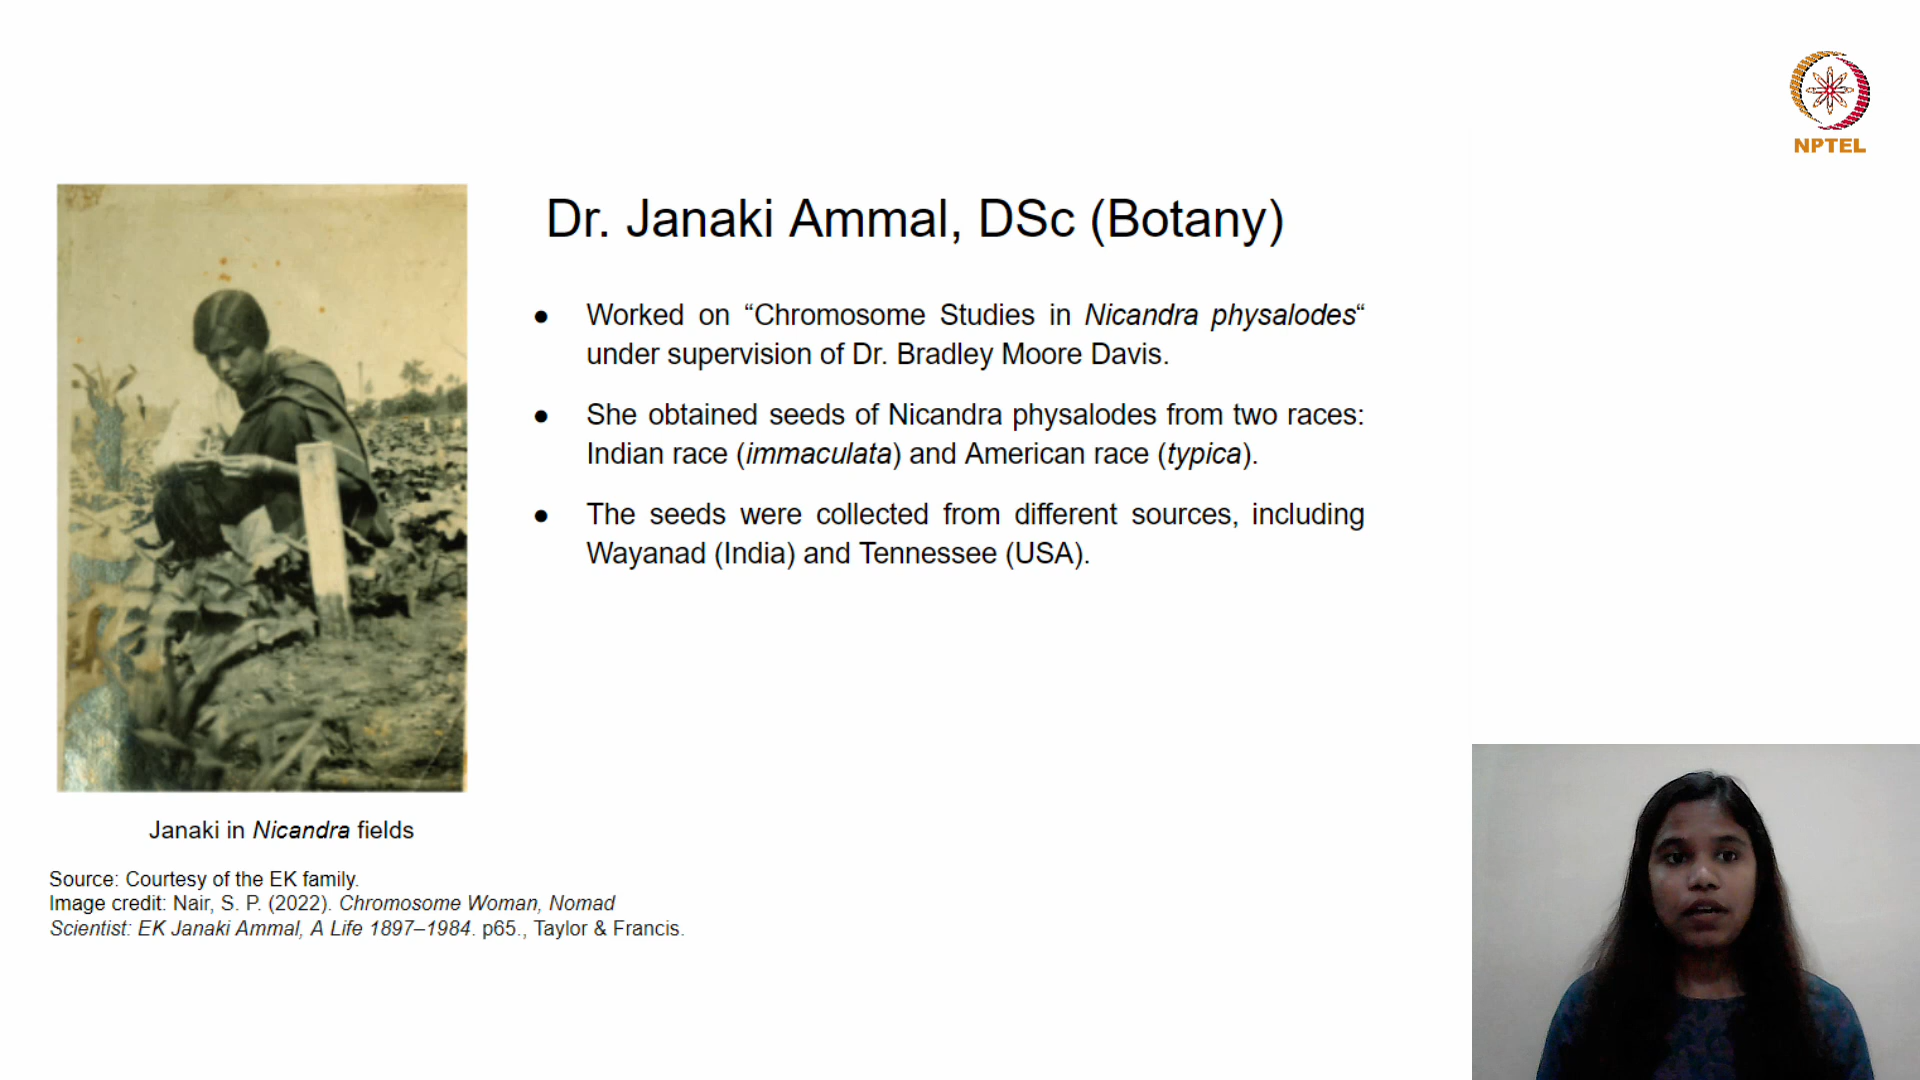 NPTEL
Dr. Janaki Ammal, DSc (Botany)
● Worked on “Chromosome Studies in Nicandra physalodes“
under supervision of Dr. Bradley Moore Davis.
● She obtained seeds of Nicandra physalodes from two races:
Indian race (immaculata) and American race (typica).
● The seeds were collected from different sources, including
Wayanad (India) and Tennessee (USA).
Janaki in Nicandra fields
Source: Courtesy of the EK family.
Image credit: Nair, S. P. (2022). Chromosome Woman, Nomad
Scientist: EK Janaki Ammal, A Life 1897–1984. p65., Taylor & Francis.